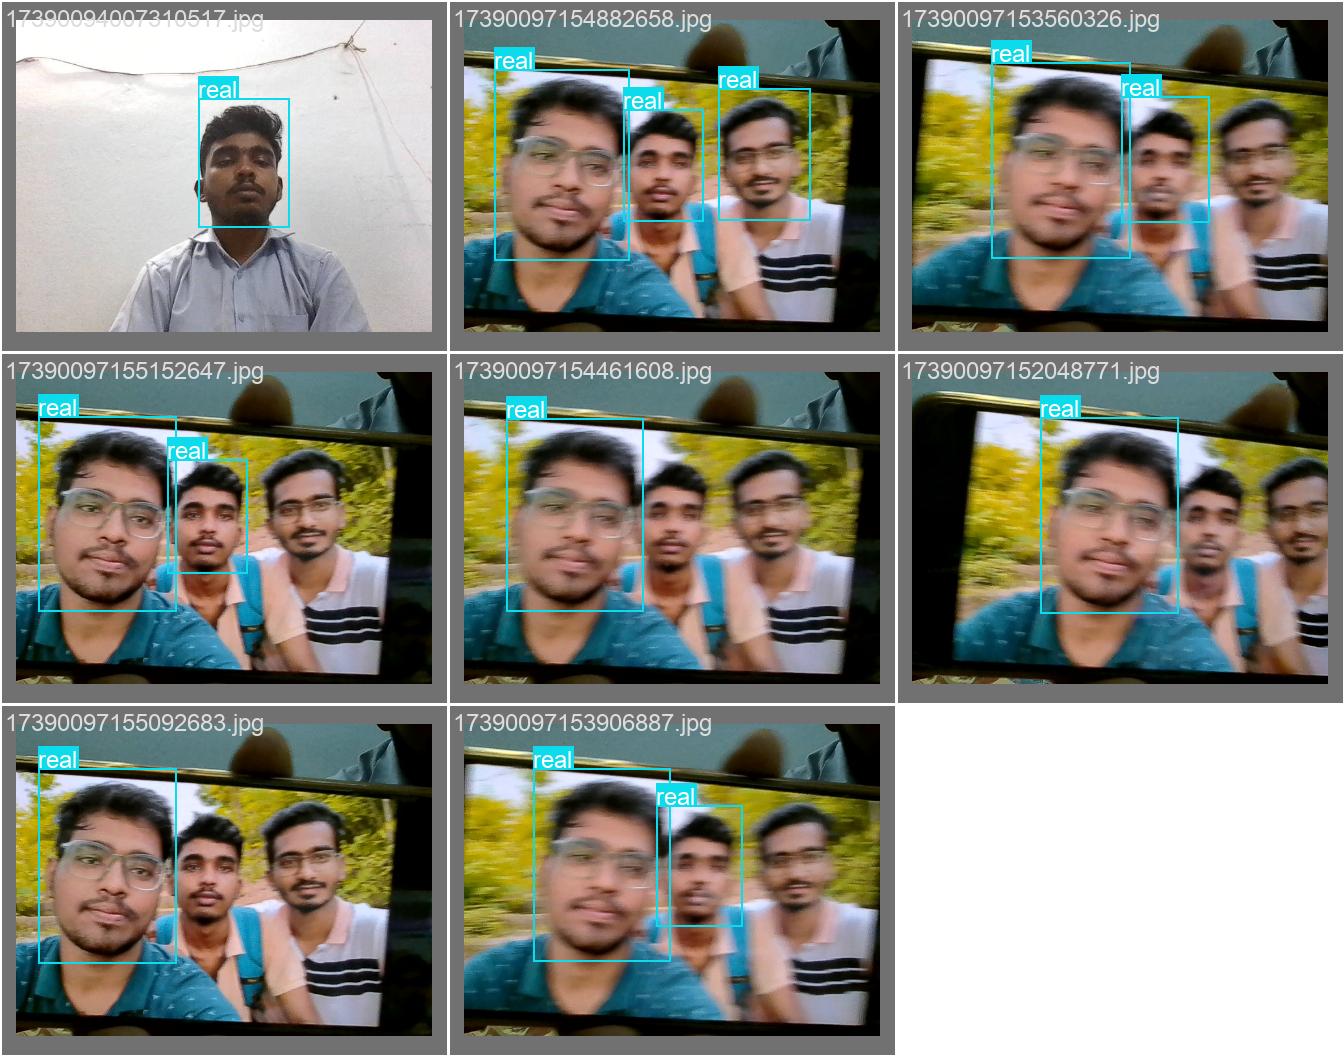 17390094007310517.jpg
real
17390097154882658.jpg
real
real
real
17390097153560326.jpg
real
real
17390097155152647.jpg
real
real
17390097154461608.jpg
real
17390097152048771.jpg
real
17390097155092683.jpg
real
17390097153906887.jpg
real
real